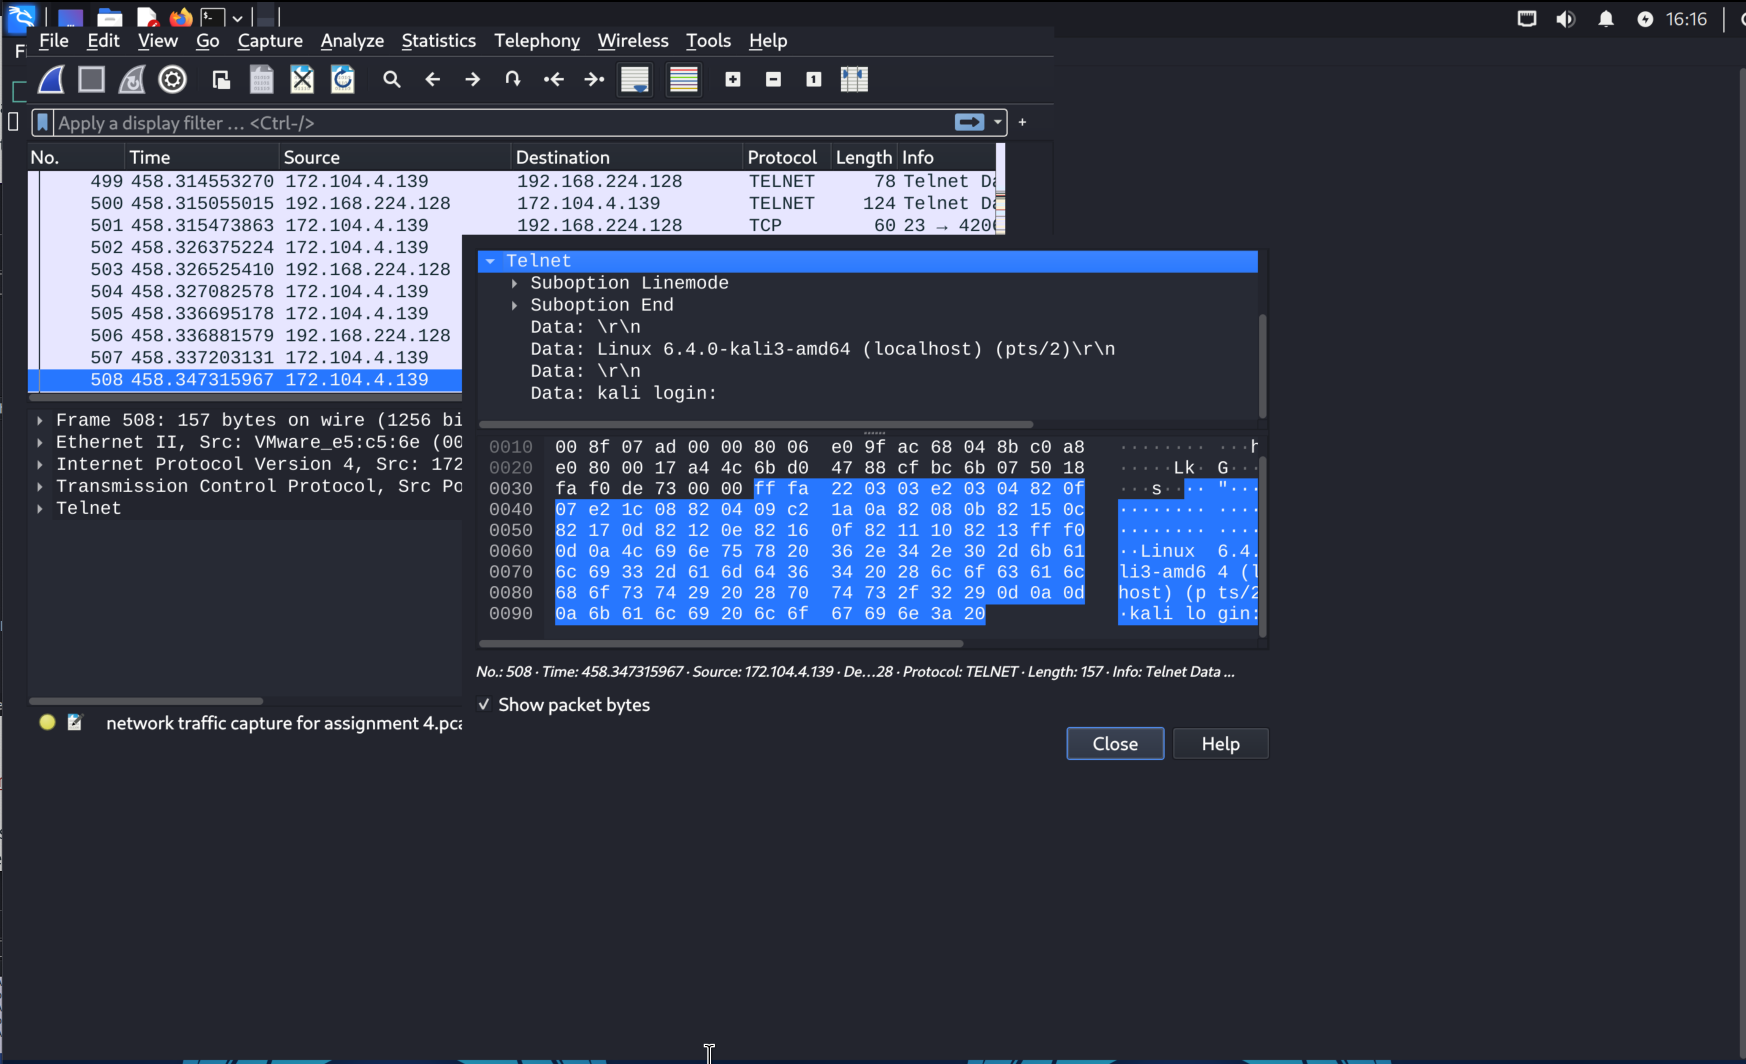 16:16
File Edit View Go Capture Analyze Statistics Telephony Wireless Tools Help
Apply a display filter ... <Ctrl-/>
No. Time Source Destination Protocol Length Info
499 458.314553270 172.104.4.139 192.168.224.128 TELNET 78 Telnet Da
500 458.315055015 192.168.224.128 172.104.4.139 TELNET 124 Telnet Da
501 458.315473863 172.104.4.139 192.168.224.128 TCP 60 23 → 420
502 458.326375224 172.104.4.139
503 458.326525410 192.168.224.128
504 458.327082578 172.104.4.139
505 458.336695178 172.104.4.139
506 458.336881579 192.168.224.128
507 458.337203131 172.104.4.139
508 458.347315967 172.104.4.139
Frame 508: 157 bytes on wire (1256 bi
Ethernet II, Src: VMware_e5:c5:6e (00
Internet Protocol Version 4, Src: 172
Transmission Control Protocol, Src Po
Telnet
network traffic capture for assignment 4.pca
Telnet
Suboption Linemode
Suboption End
Data: \r\n
Data: Linux 6.4.0-kali3-amd64 (localhost) (pts/2)\r\n
Data: \r\n
Data: kali login:
0010 00 8f 07 ad 00 00 80 06 e0 9f ac 68 04 8b c0 a8 ········ ···h
0020 e0 80 00 17 a4 4c 6b d0 47 88 cf bc 6b 07 50 18 ·····Lk· G···
0030 fa f0 de 73 00 00 ff fa 22 03 03 e2 03 04 82 0f ···s···· "···
0040 07 e2 1c 08 82 04 09 c2 1a 0a 82 08 0b 82 15 0c ········ ····
0050 82 17 0d 82 12 0e 82 16 0f 82 11 10 82 13 ff f0 ········ ····
0060 0d 0a 4c 69 6e 75 78 20 36 2e 34 2e 30 2d 6b 61 ··Linux 6.4.
0070 6c 69 33 2d 61 6d 64 36 34 20 28 6c 6f 63 61 6c li3-amd6 4 (l
0080 68 6f 73 74 29 20 28 70 74 73 2f 32 29 0d 0a 0d host) (p ts/2
0090 0a 6b 61 6c 69 20 6c 6f 67 69 6e 3a 20 ·kali lo gin:
No.: 508 · Time: 458.347315967 · Source: 172.104.4.139 · De...28 · Protocol: TELNET · Length: 157 · Info: Telnet Data ...
Show packet bytes
Close Help